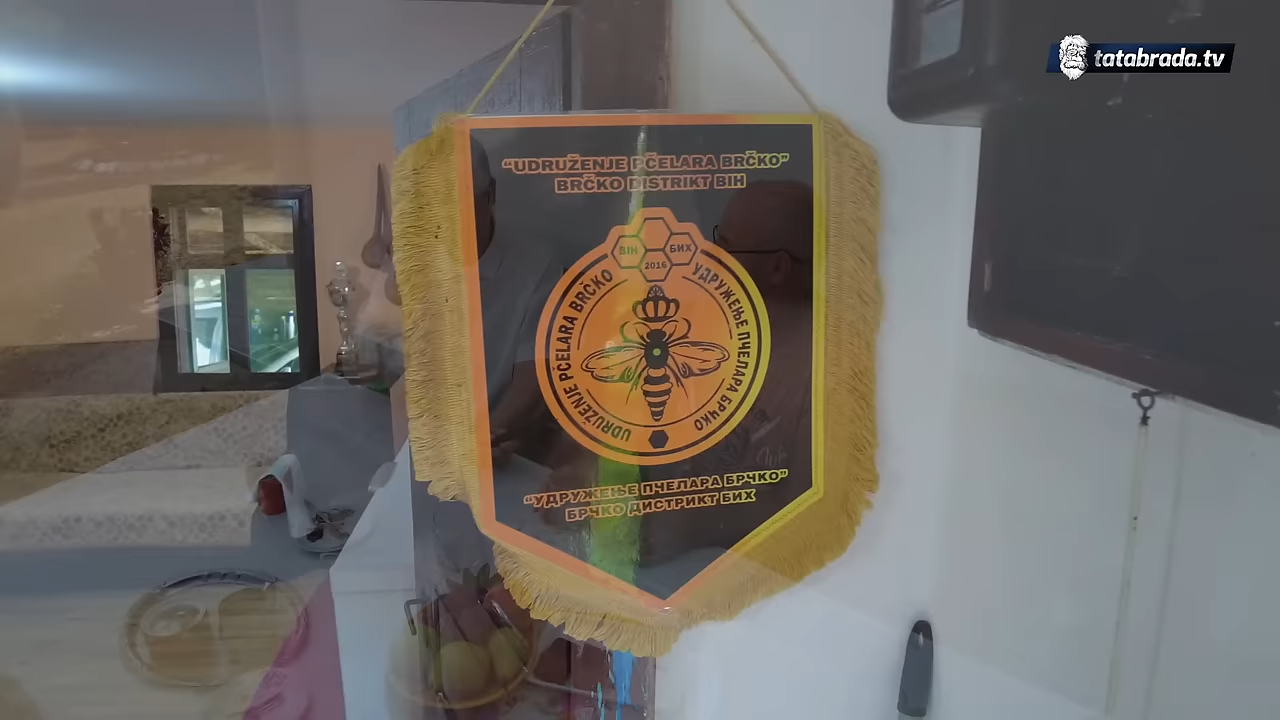 tatabrada.tv
“UDRUŽENJE PČELARA BRČKO”
BRČKO DISTRIKT BIH
BIH
БИХ
2016
UDRUŽENJE PČELARA BRČKO
УДРУЖЕЊЕ ПЧЕЛАРА БРЧКО
“УДРУЖЕЊЕ ПЧЕЛАРА БРЧКО”
БРЧКО ДИСТРИКТ БИХ